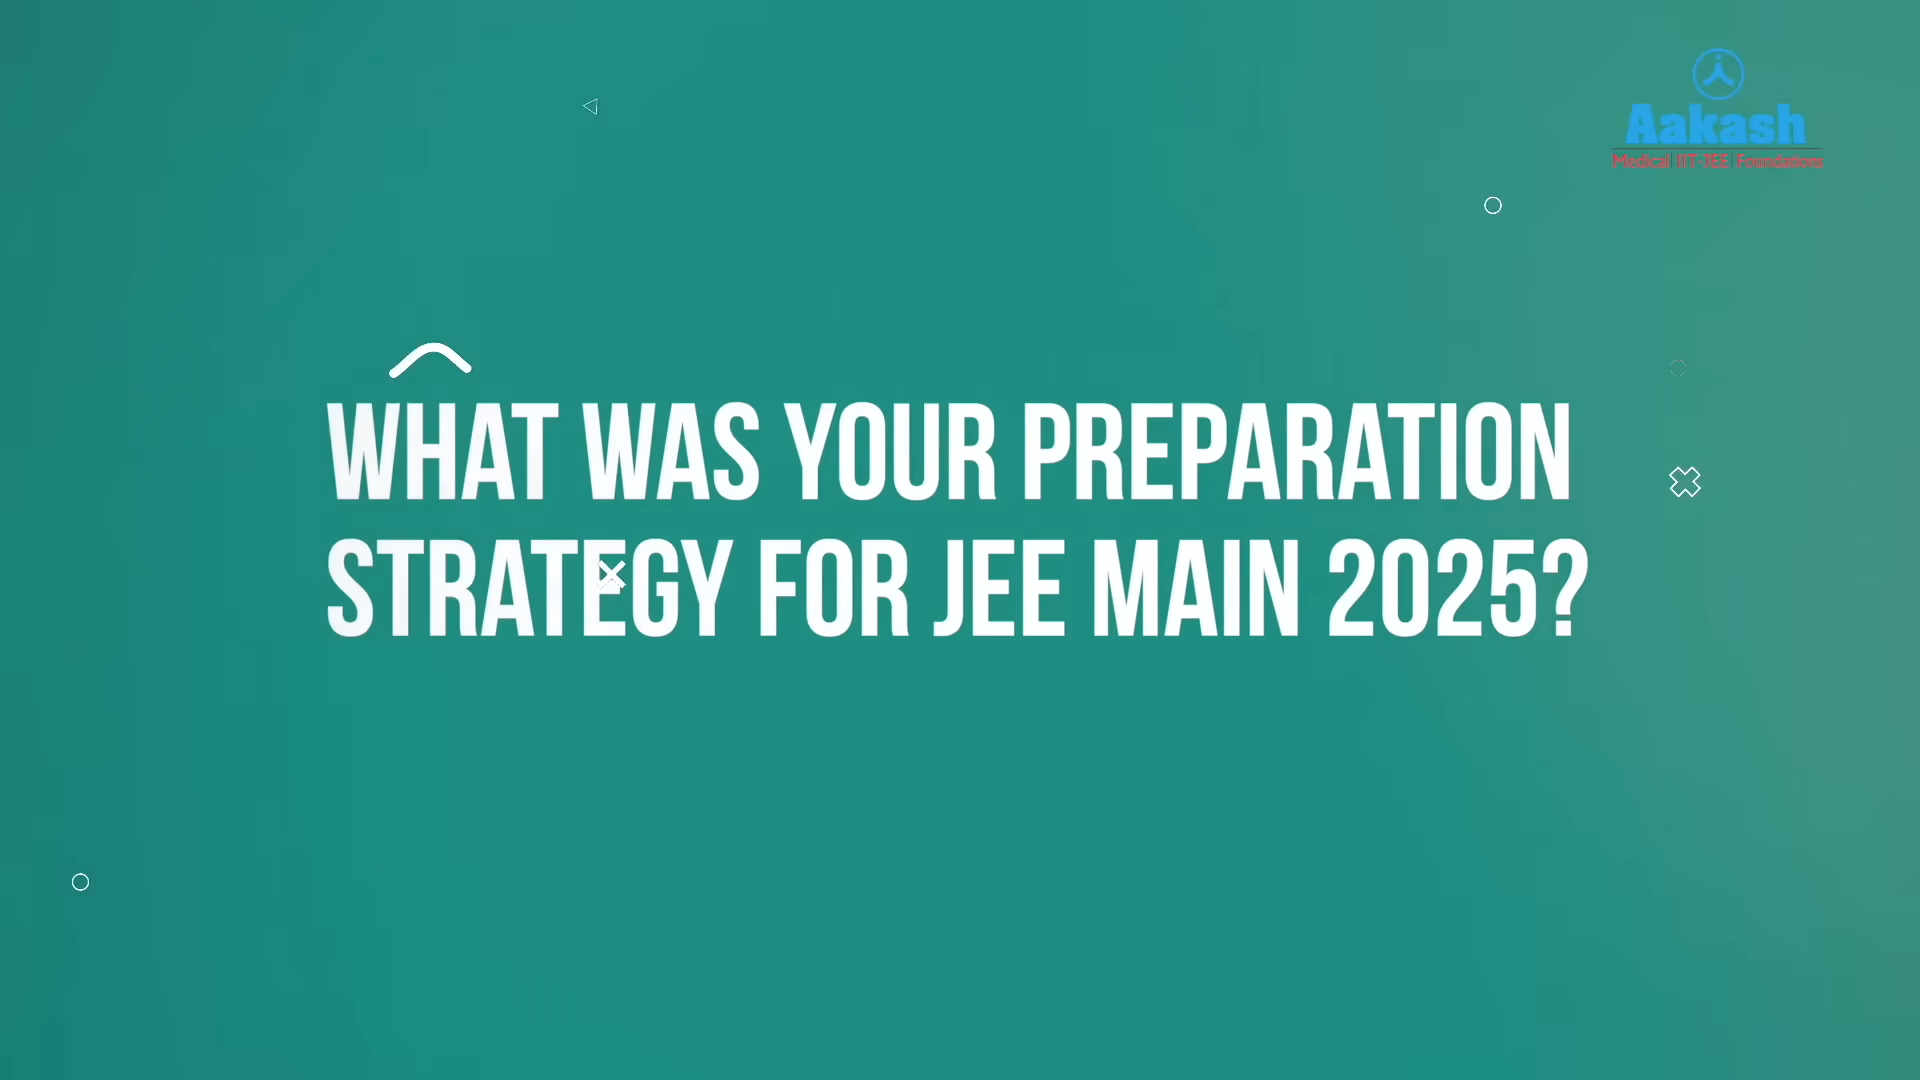 Aakash
Medical | IIT-JEE | Foundations
WHAT WAS YOUR PREPARATION
STRATEGY FOR JEE MAIN 2025?